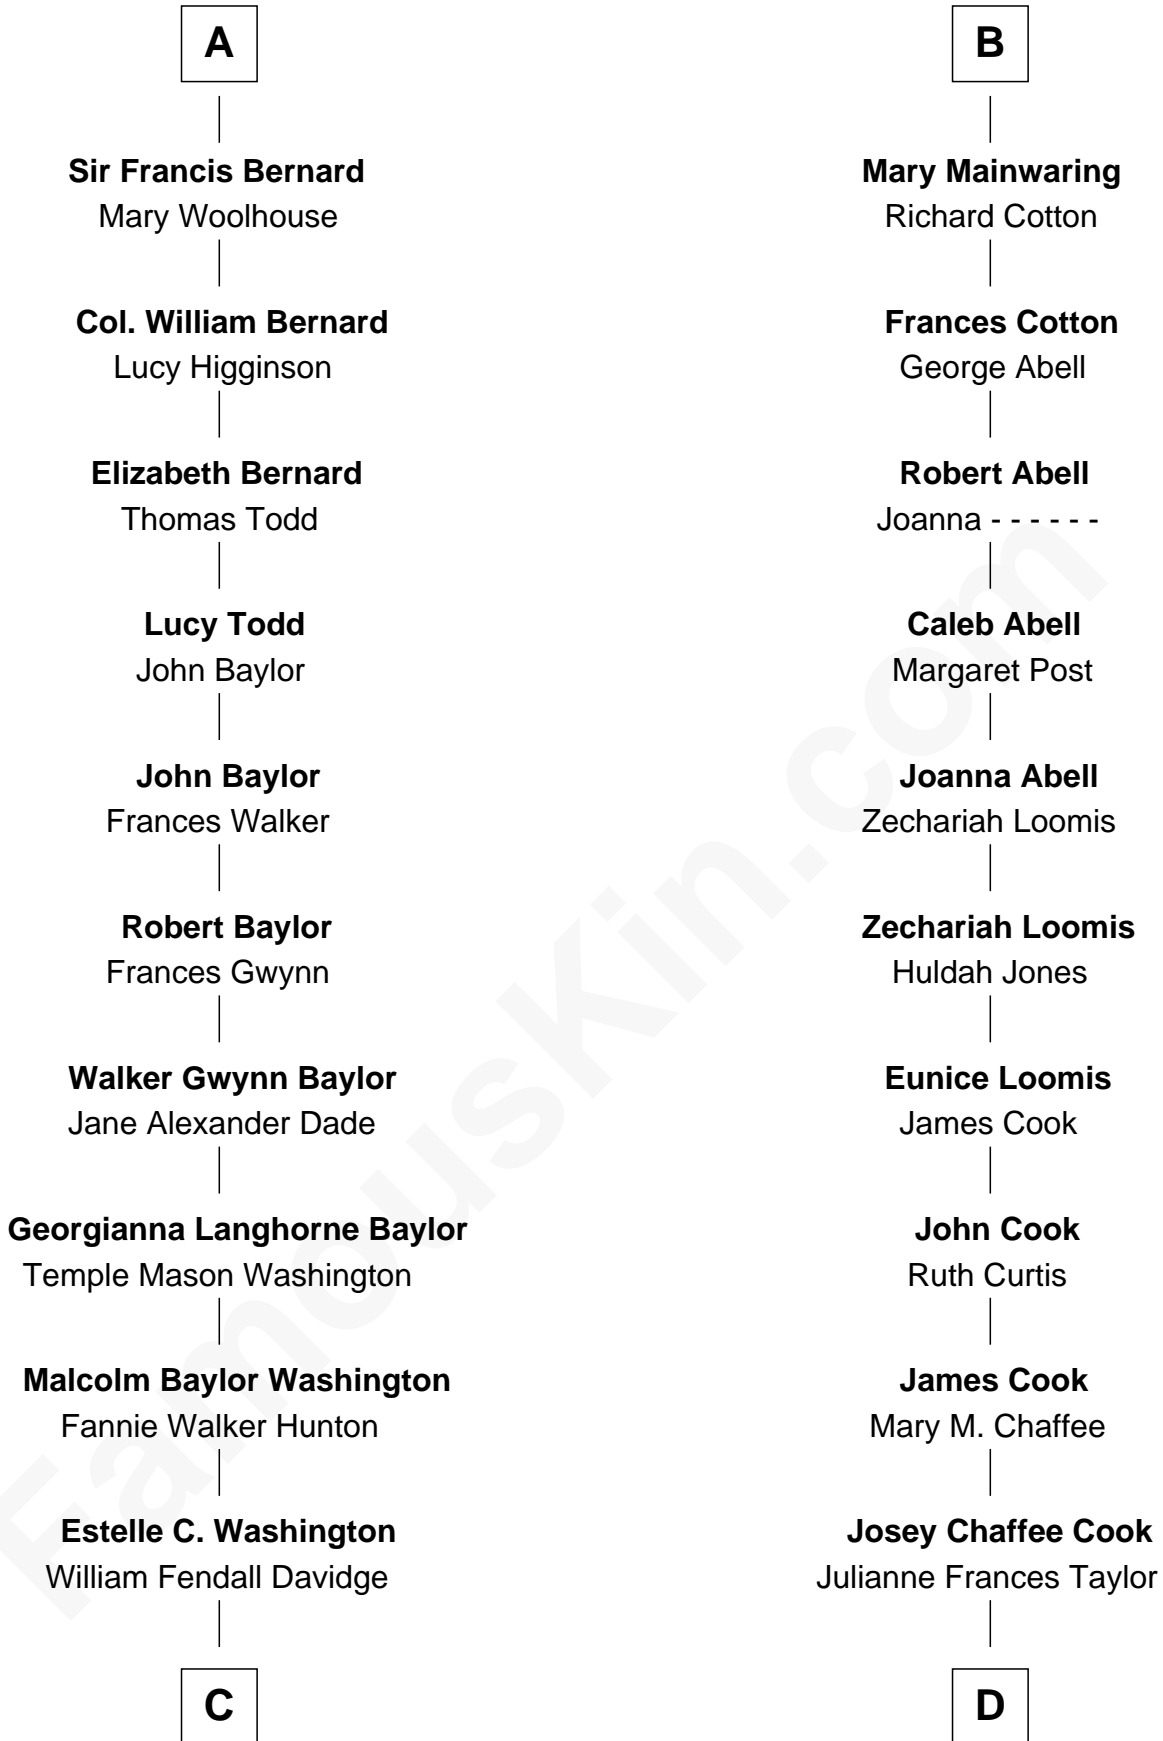 A
Sir Francis Bernard
Mary Woolhouse
Col. William Bernard
Lucy Higginson
Elizabeth Bernard
Thomas Todd
Lucy Todd
John Baylor
John Baylor
Frances Walker
Robert Baylor
Frances Gwynn
Walker Gwynn Baylor
Jane Alexander Dade
Georgianna Langhorne Baylor
Temple Mason Washington
Malcolm Baylor Washington
Fannie Walker Hunton
Estelle C. Washington
William Fendall Davidge
C
B
Mary Mainwaring
Richard Cotton
Frances Cotton
George Abell
Robert Abell
Joanna - - - - - -
Caleb Abell
Margaret Post
Joanna Abell
Zechariah Loomis
Zechariah Loomis
Huldah Jones
Eunice Loomis
James Cook
John Cook
Ruth Curtis
James Cook
Mary M. Chaffee
Josey Chaffee Cook
Julianne Frances Taylor
D
FamousKin.com